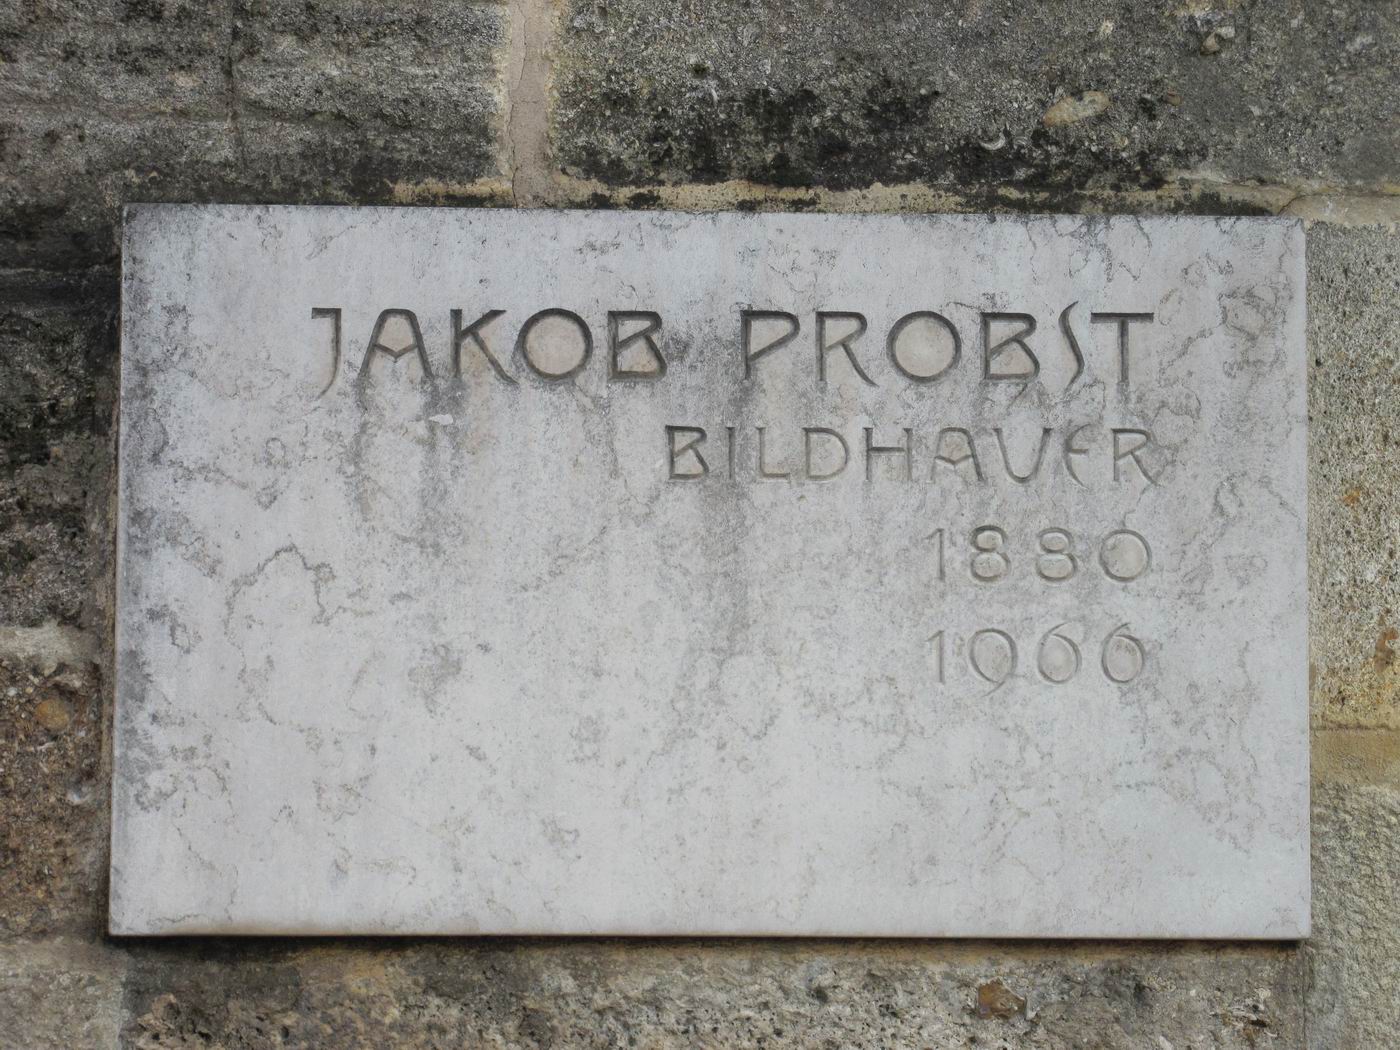 JAKOB PROBST
BILDHAUER
1880
1966